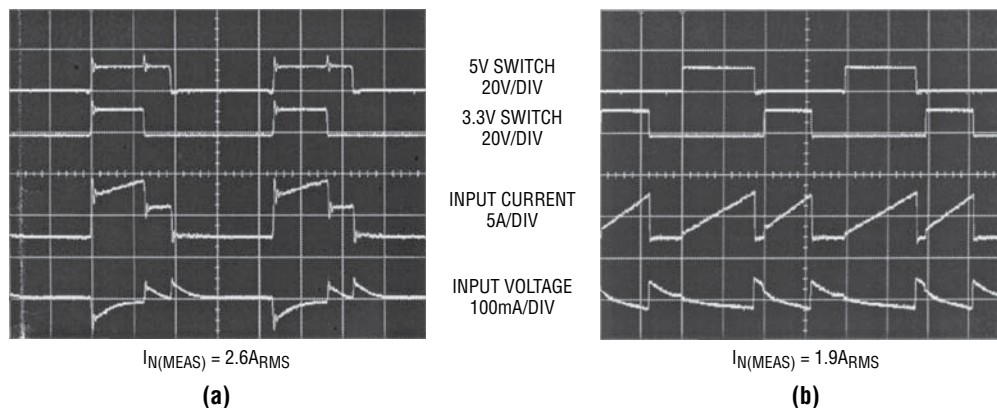 5V SWITCH
20V/DIV
3.3V SWITCH
20V/DIV
INPUT CURRENT
5A/DIV
INPUT VOLTAGE
100mA/DIV
IN(MEAS) = 2.6ARMS
(a)
IN(MEAS) = 1.9ARMS
(b)